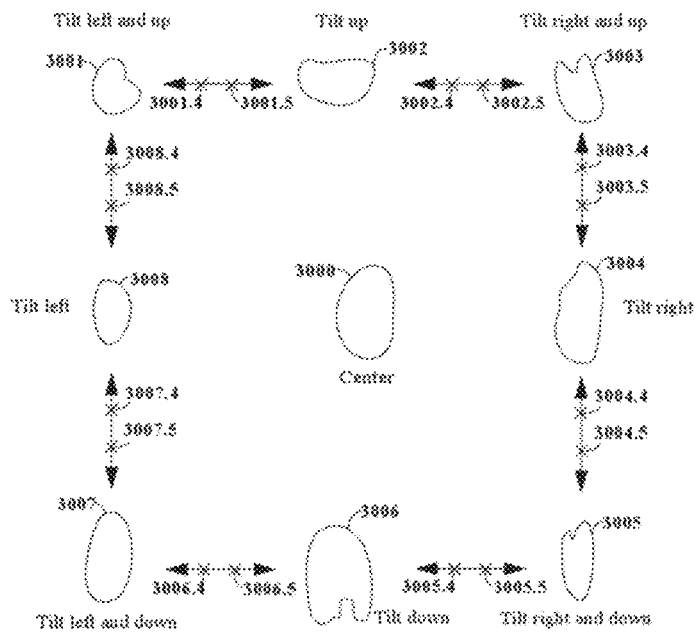 Tilt left and up Tilt up Tilt right and up
3001 3002 3003
3001.4 3001.5 3002.4 3002.5
3008.4 3003.4
3008.5 3003.5
3008 3000 3004
Tilt left Tilt right
Center
3007.4 3004.4
3007.5 3004.5
3007 3006 3005
3006.4 3006.5 3005.4 3005.5
Tilt left and down Tilt down Tilt right and down